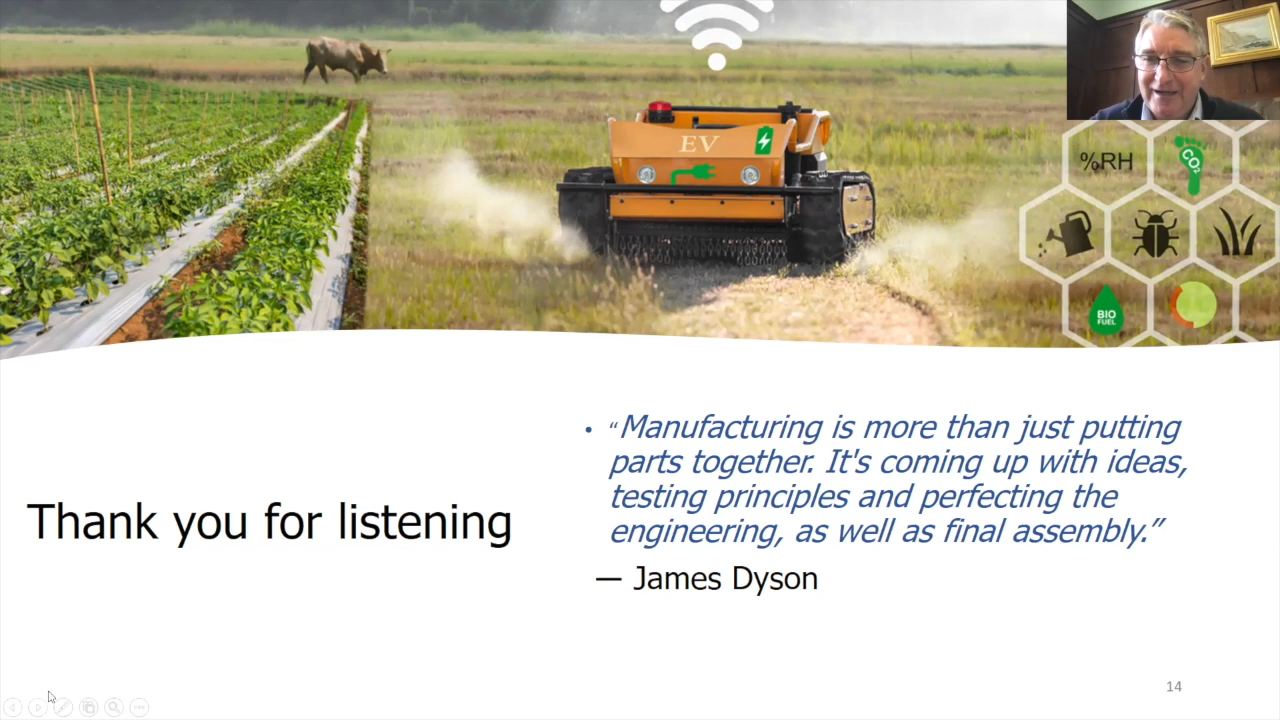 EV
%RH
CO₂
BIO
FUEL
Thank you for listening
• “Manufacturing is more than just putting
parts together. It's coming up with ideas,
testing principles and perfecting the
engineering, as well as final assembly.”
— James Dyson
14